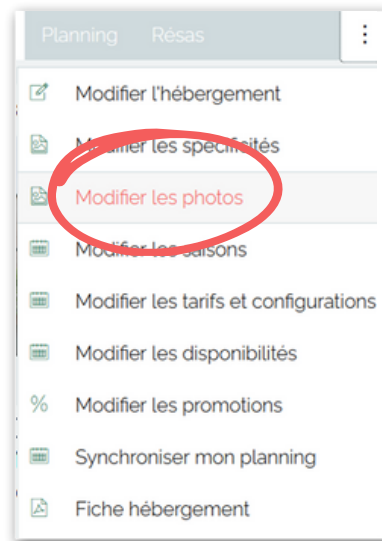 Planning Résas
Modifier l'hébergement
Modifier les spécificités
Modifier les photos
Modifier les saisons
Modifier les tarifs et configurations
Modifier les disponibilités
% Modifier les promotions
Synchroniser mon planning
Fiche hébergement